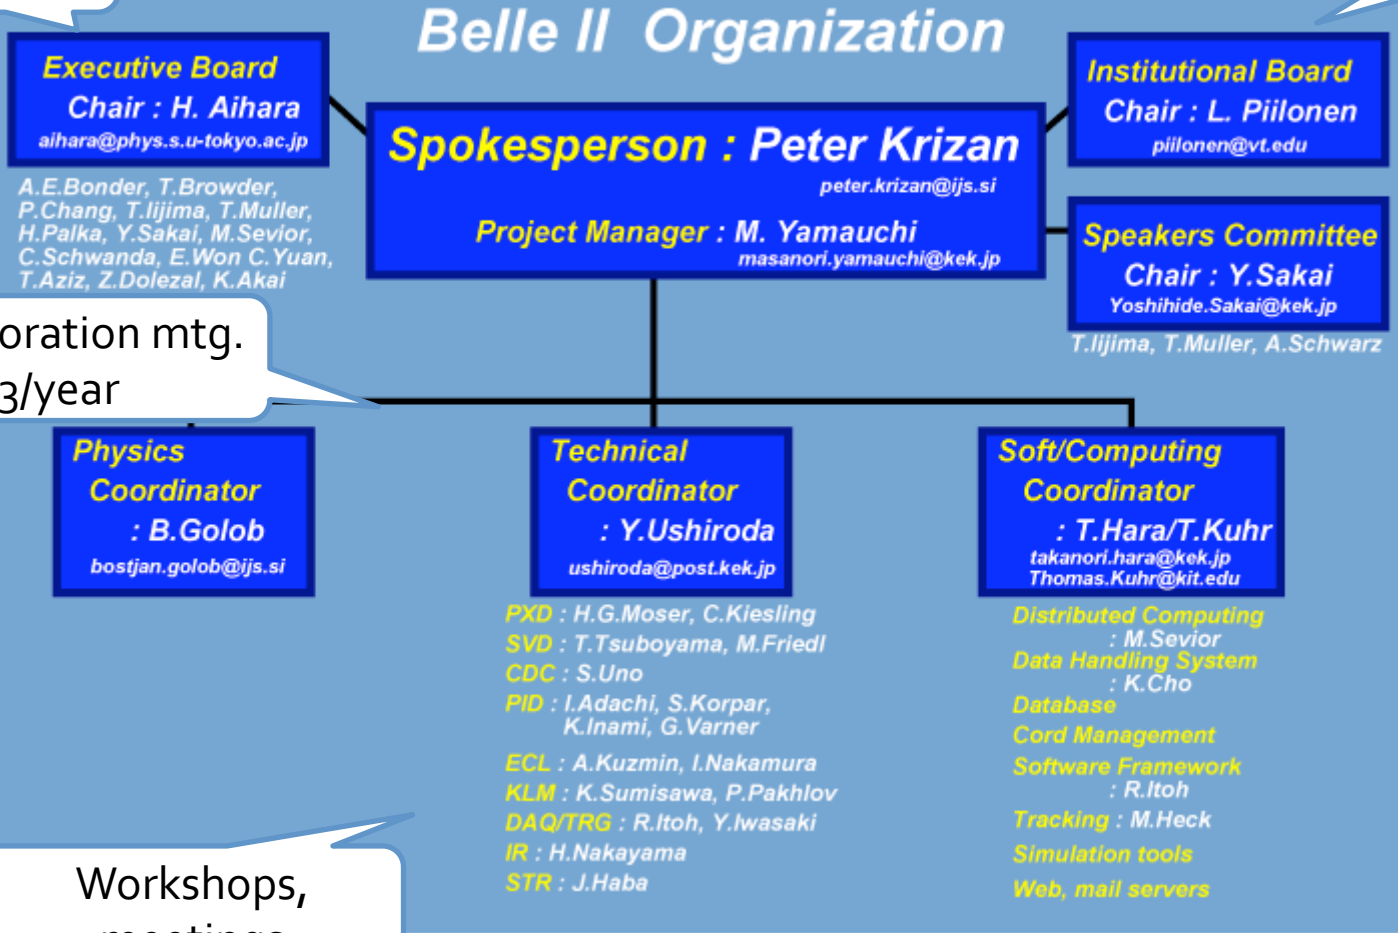 Belle II Organization
Executive Board
Chair : H. Aihara
aihara@phys.s.u-tokyo.ac.jp
A.E.Bonder, T.Browder,
P.Chang, T.Iijima, T.Muller,
H.Palka, Y.Sakai, M.Sevior,
C.Schwanda, E.Won C.Yuan,
T.Aziz, Z.Dolezal, K.Akai
Spokesperson : Peter Krizan
peter.krizan@ijs.si
Project Manager : M. Yamauchi
masanori.yamauchi@kek.jp
Institutional Board
Chair : L. Piilonen
piilonen@vt.edu
Speakers Committee
Chair : Y.Sakai
Yoshihide.Sakai@kek.jp
T.Iijima, T.Muller, A.Schwarz
oration mtg.
3/year
Physics
Coordinator
: B.Golob
bostjan.golob@ijs.si
Technical
Coordinator
: Y.Ushiroda
ushiroda@post.kek.jp
PXD : H.G.Moser, C.Kiesling
SVD : T.Tsuboyama, M.Friedl
CDC : S.Uno
PID : I.Adachi, S.Korpar,
K.Inami, G.Varner
ECL : A.Kuzmin, I.Nakamura
KLM : K.Sumisawa, P.Pakhlov
DAQ/TRG : R.Itoh, Y.Iwasaki
IR : H.Nakayama
STR : J.Haba
Soft/Computing
Coordinator
: T.Hara/T.Kuhr
takanori.hara@kek.jp
Thomas.Kuhr@kit.edu
Distributed Computing
: M.Sevior
Data Handling System
: K.Cho
Database
Cord Management
Software Framework
: R.Itoh
Tracking : M.Heck
Simulation tools
Web, mail servers
Workshops,
meetings